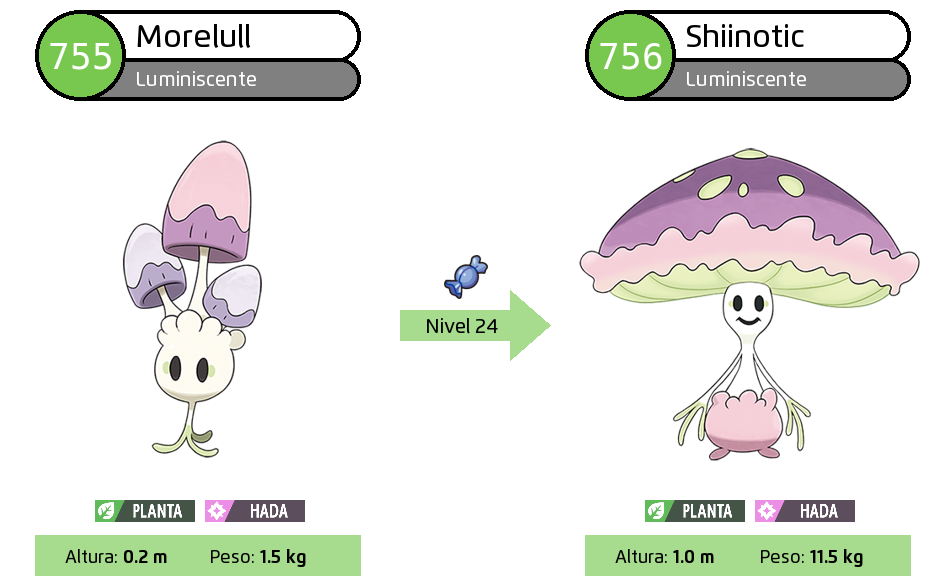 755
Morelull
Luminiscente
756
Shiinotic
Luminiscente
Nivel 24
PLANTA HADA
PLANTA HADA
Altura: 0.2 m Peso: 1.5 kg
Altura: 1.0 m Peso: 11.5 kg